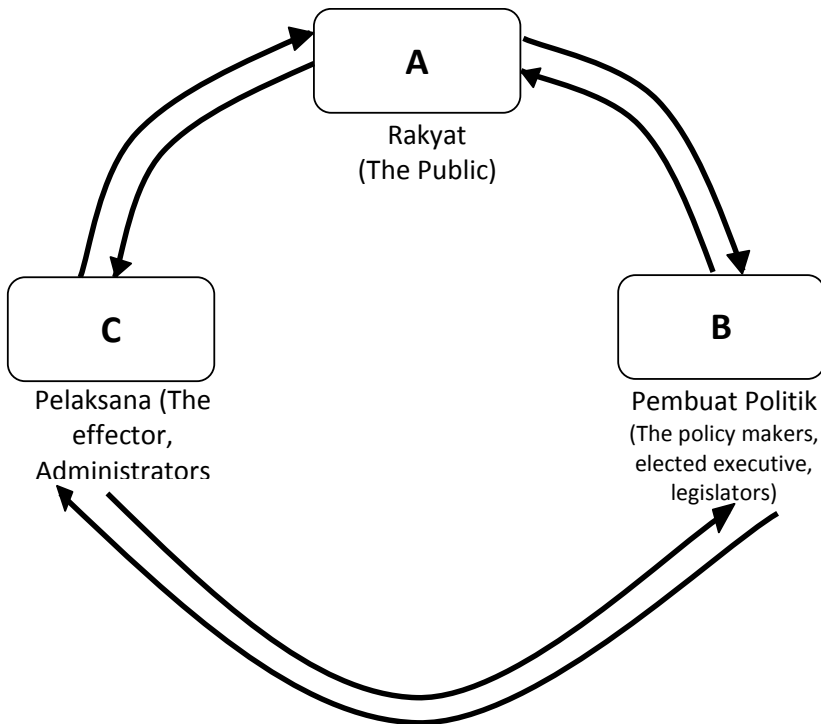 A
Rakyat
(The Public)
C
B
Pelaksana (The
effector,
Administrators
Pembuat Politik
(The policy makers,
elected executive,
legislators)